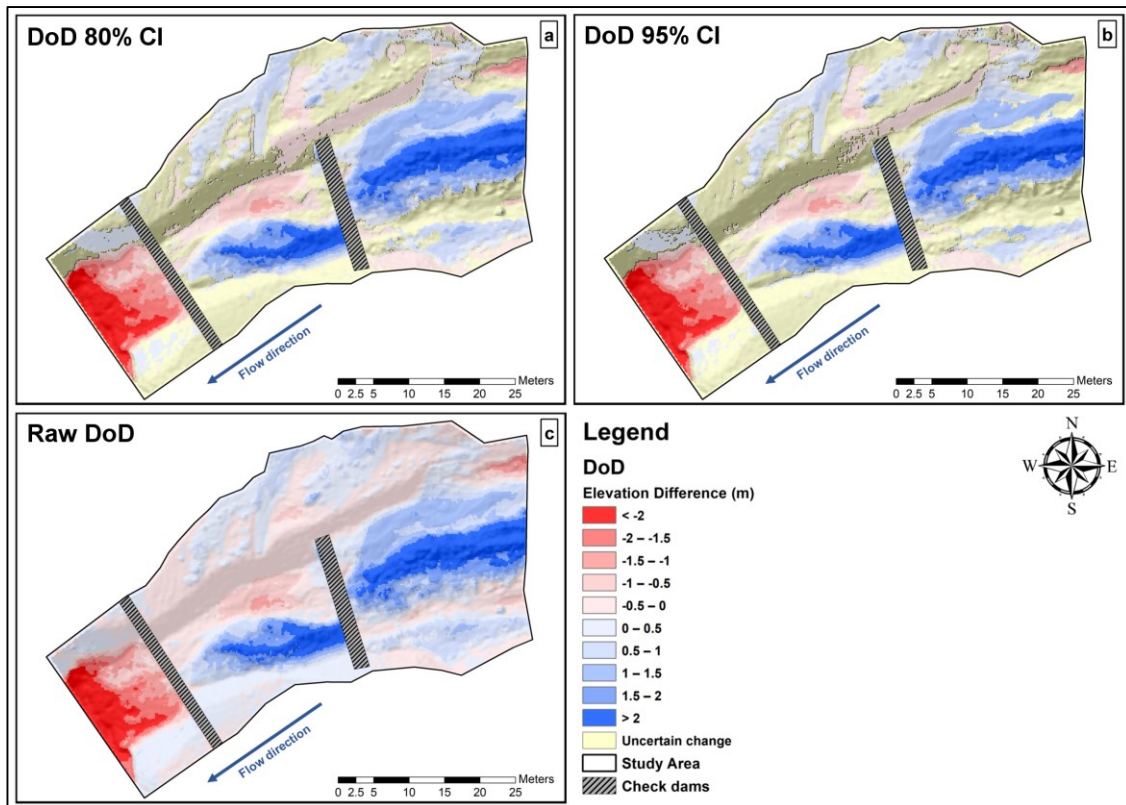 DoD 80% CI
a
Flow direction
Meters
0 2.5 5 10 15 20 25
DoD 95% CI
b
Flow direction
Meters
0 2.5 5 10 15 20 25
Raw DoD
c
Flow direction
Meters
0 2.5 5 10 15 20 25
Legend
N
W E
S
DoD
Elevation Difference (m)
< -2
-2 – -1.5
-1.5 – -1
-1 – -0.5
-0.5 – 0
0 – 0.5
0.5 – 1
1 – 1.5
1.5 – 2
> 2
Uncertain change
Study Area
Check dams